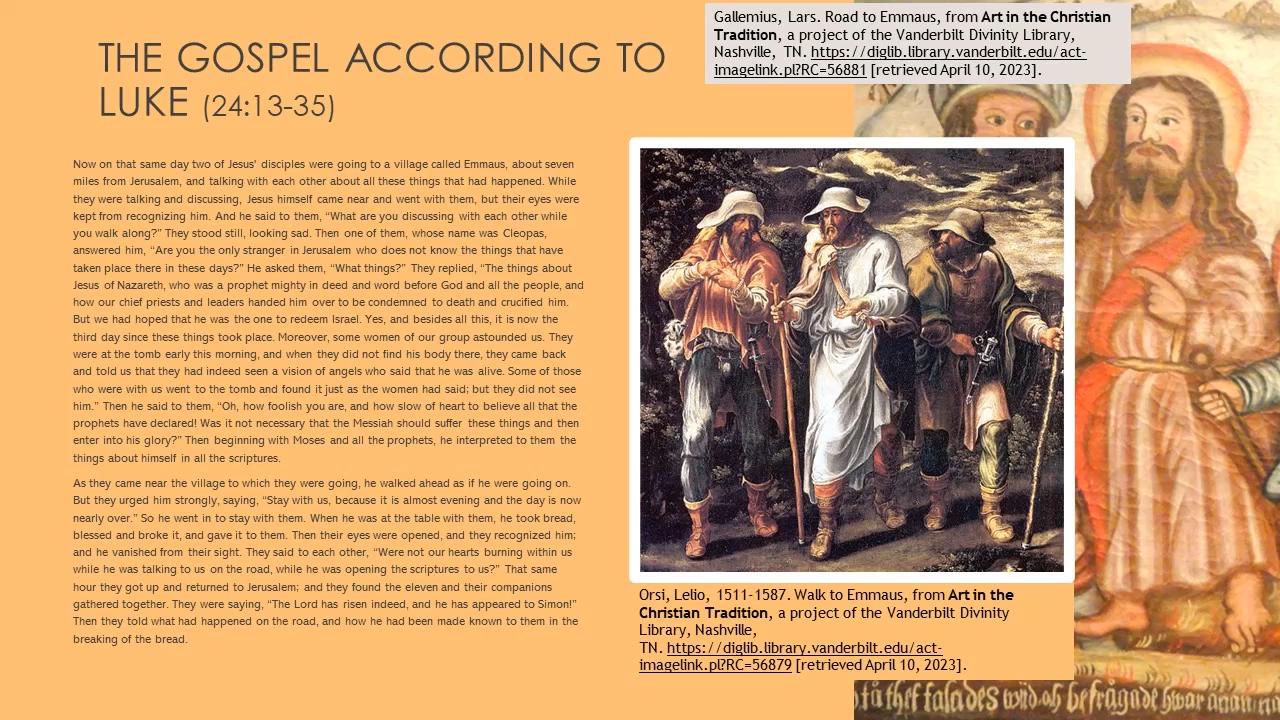 THE GOSPEL ACCORDING TO
LUKE (24:13-35)
Gallemius, Lars. Road to Emmaus, from Art in the Christian
Tradition, a project of the Vanderbilt Divinity Library,
Nashville, TN. https://diglib.library.vanderbilt.edu/act-
imagelink.pl?RC=56881 [retrieved April 10, 2023].
Now on that same day two of Jesus' disciples were going to a village called Emmaus, about seven
miles from Jerusalem, and talking with each other about all these things that had happened. While
they were talking and discussing, Jesus himself came near and went with them, but their eyes were
kept from recognizing him. And he said to them, “What are you discussing with each other while
you walk along?” They stood still, looking sad. Then one of them, whose name was Cleopas,
answered him, “Are you the only stranger in Jerusalem who does not know the things that have
taken place there in these days?” He asked them, “What things?” They replied, “The things about
Jesus of Nazareth, who was a prophet mighty in deed and word before God and all the people, and
how our chief priests and leaders handed him over to be condemned to death and crucified him.
But we had hoped that he was the one to redeem Israel. Yes, and besides all this, it is now the
third day since these things took place. Moreover, some women of our group astounded us. They
were at the tomb early this morning, and when they did not find his body there, they came back
and told us that they had indeed seen a vision of angels who said that he was alive. Some of those
who were with us went to the tomb and found it just as the women had said; but they did not see
him.” Then he said to them, “Oh, how foolish you are, and how slow of heart to believe all that the
prophets have declared! Was it not necessary that the Messiah should suffer these things and then
enter into his glory?” Then beginning with Moses and all the prophets, he interpreted to them the
things about himself in all the scriptures.
As they came near the village to which they were going, he walked ahead as if he were going on.
But they urged him strongly, saying, “Stay with us, because it is almost evening and the day is now
nearly over.” So he went in to stay with them. When he was at the table with them, he took bread,
blessed and broke it, and gave it to them. Then their eyes were opened, and they recognized him;
and he vanished from their sight. They said to each other, “Were not our hearts burning within us
while he was talking to us on the road, while he was opening the scriptures to us?” That same
hour they got up and returned to Jerusalem; and they found the eleven and their companions
gathered together. They were saying, “The Lord has risen indeed, and he has appeared to Simon!”
Then they told what had happened on the road, and how he had been made known to them in the
breaking of the bread.
Orsi, Lelio, 1511-1587. Walk to Emmaus, from Art in the
Christian Tradition, a project of the Vanderbilt Divinity
Library, Nashville,
TN. https://diglib.library.vanderbilt.edu/act-
imagelink.pl?RC=56879 [retrieved April 10, 2023].